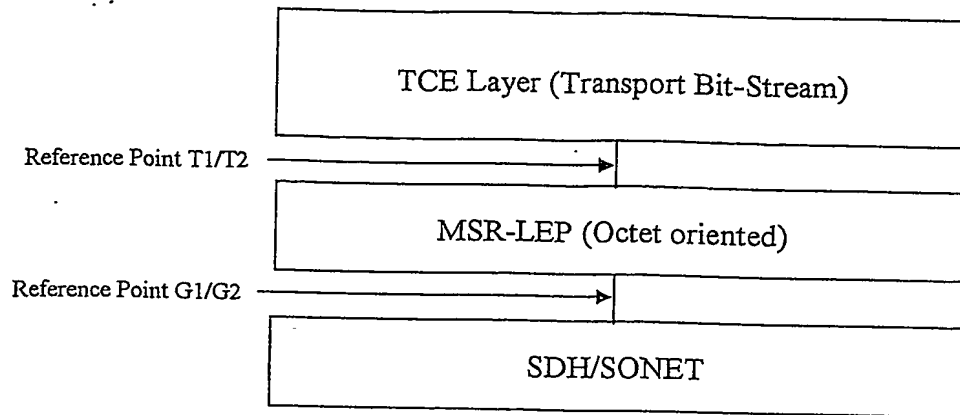 TCE Layer (Transport Bit-Stream)
Reference Point T1/T2
MSR-LEP (Octet oriented)
Reference Point G1/G2
SDH/SONET